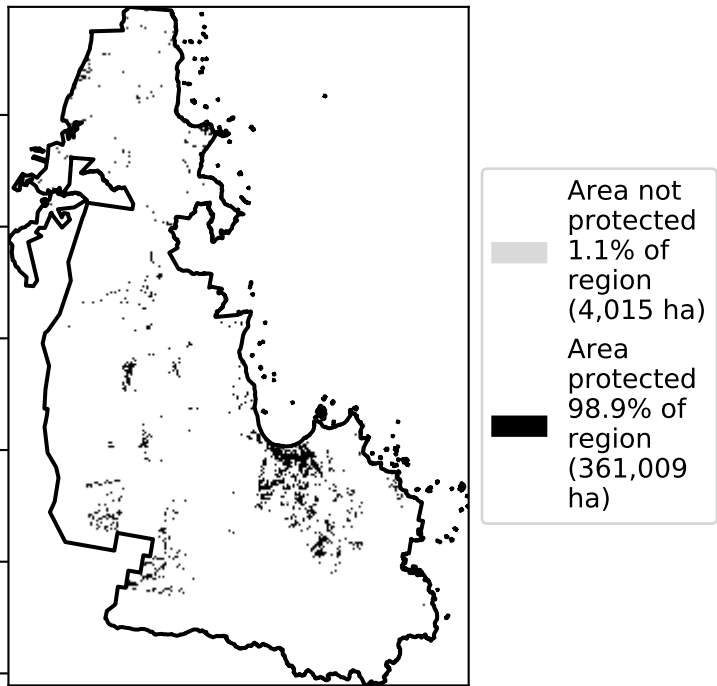 Area not
protected
1.1% of
region
(4,015 ha)
Area
protected
98.9% of
region
(361,009
ha)